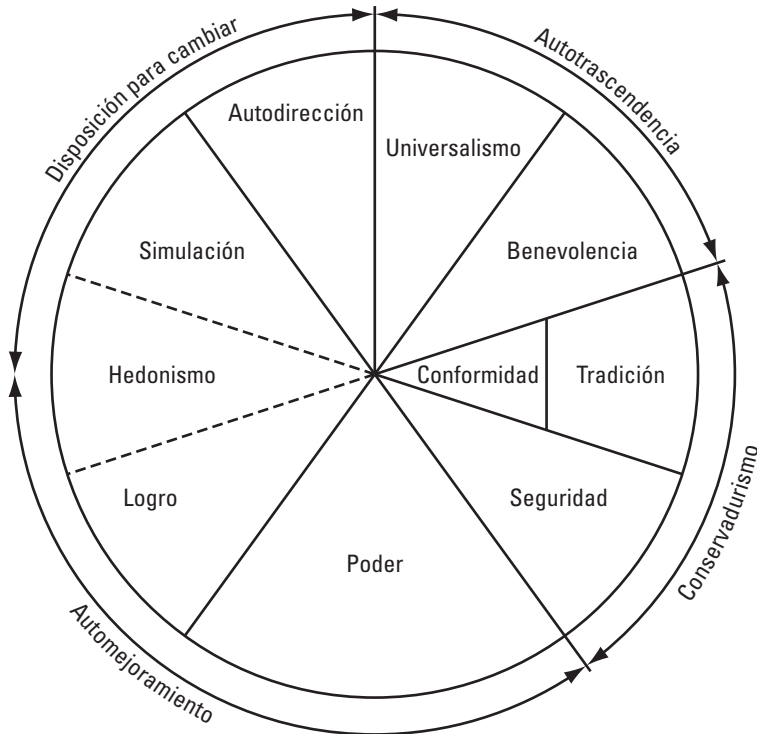 Disposición para cambiar
Autotrascendencia
Autodirección
Universalismo
Simulación
Benevolencia
Hedonismo
Conformidad
Tradición
Logro
Seguridad
Poder
Conservadurismo
Automejoramiento